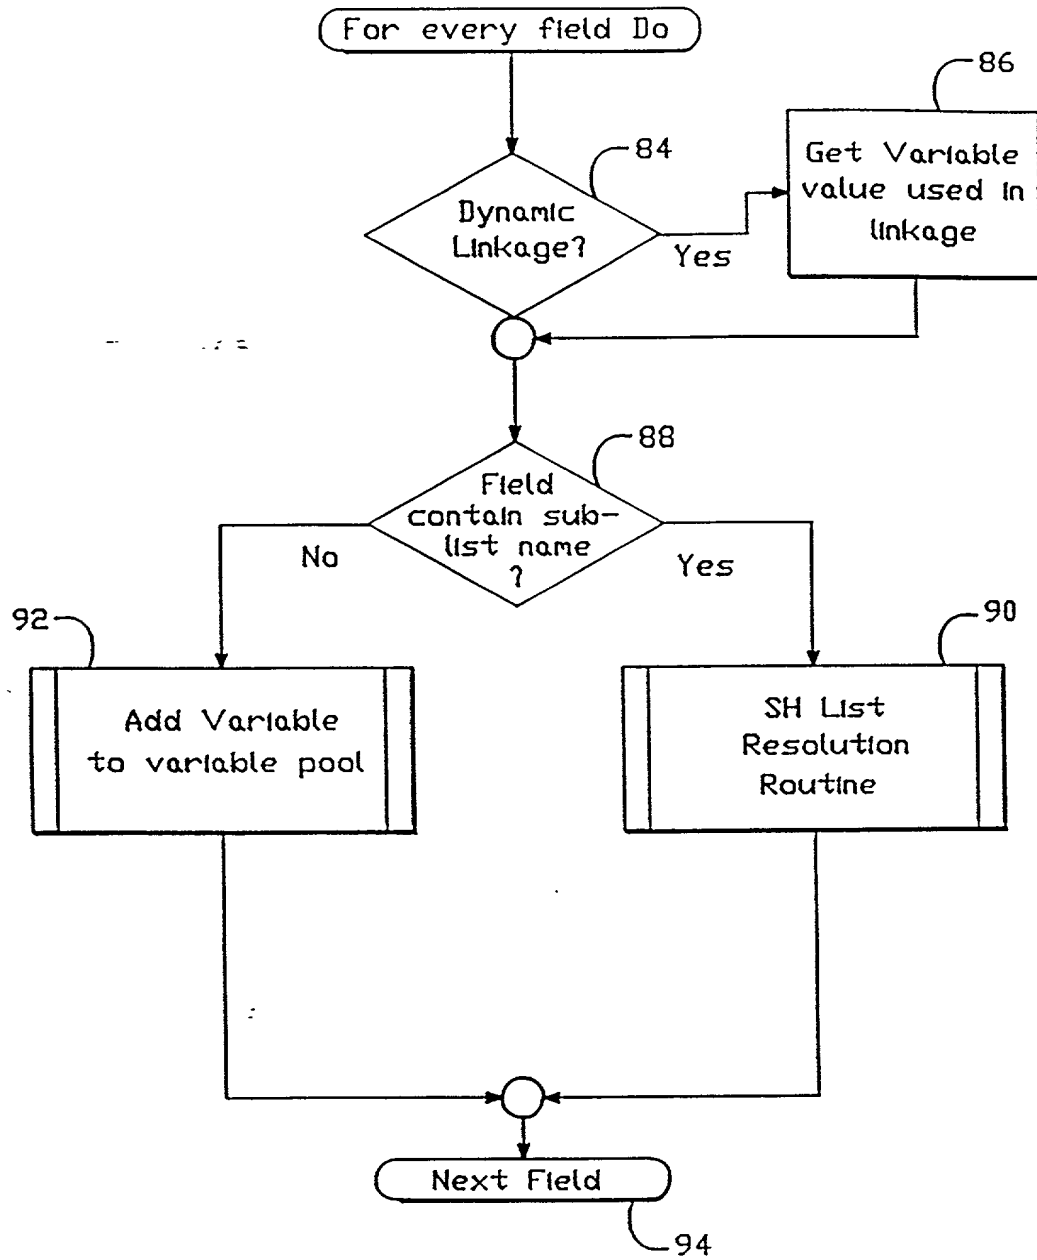 For every field Do
86
84
Get Variable
value used in
linkage
Dynamic
Linkage?
Yes
88
Field
contain sub-
list name
?
No
Yes
92
90
Add Variable
to variable pool
SH List
Resolution
Routine
Next Field
94